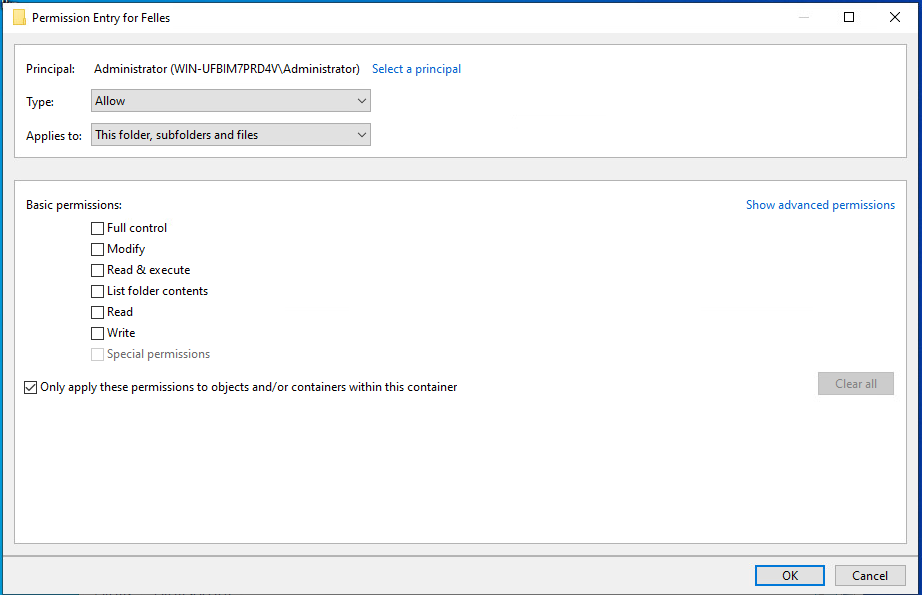 Permission Entry for Felles
Principal: Administrator (WIN-UFBIM7PRD4V\Administrator) Select a principal
Type: Allow
Applies to: This folder, subfolders and files
Basic permissions: Show advanced permissions
Full control
Modify
Read & execute
List folder contents
Read
Write
Special permissions
Only apply these permissions to objects and/or containers within this container
Clear all
OK Cancel